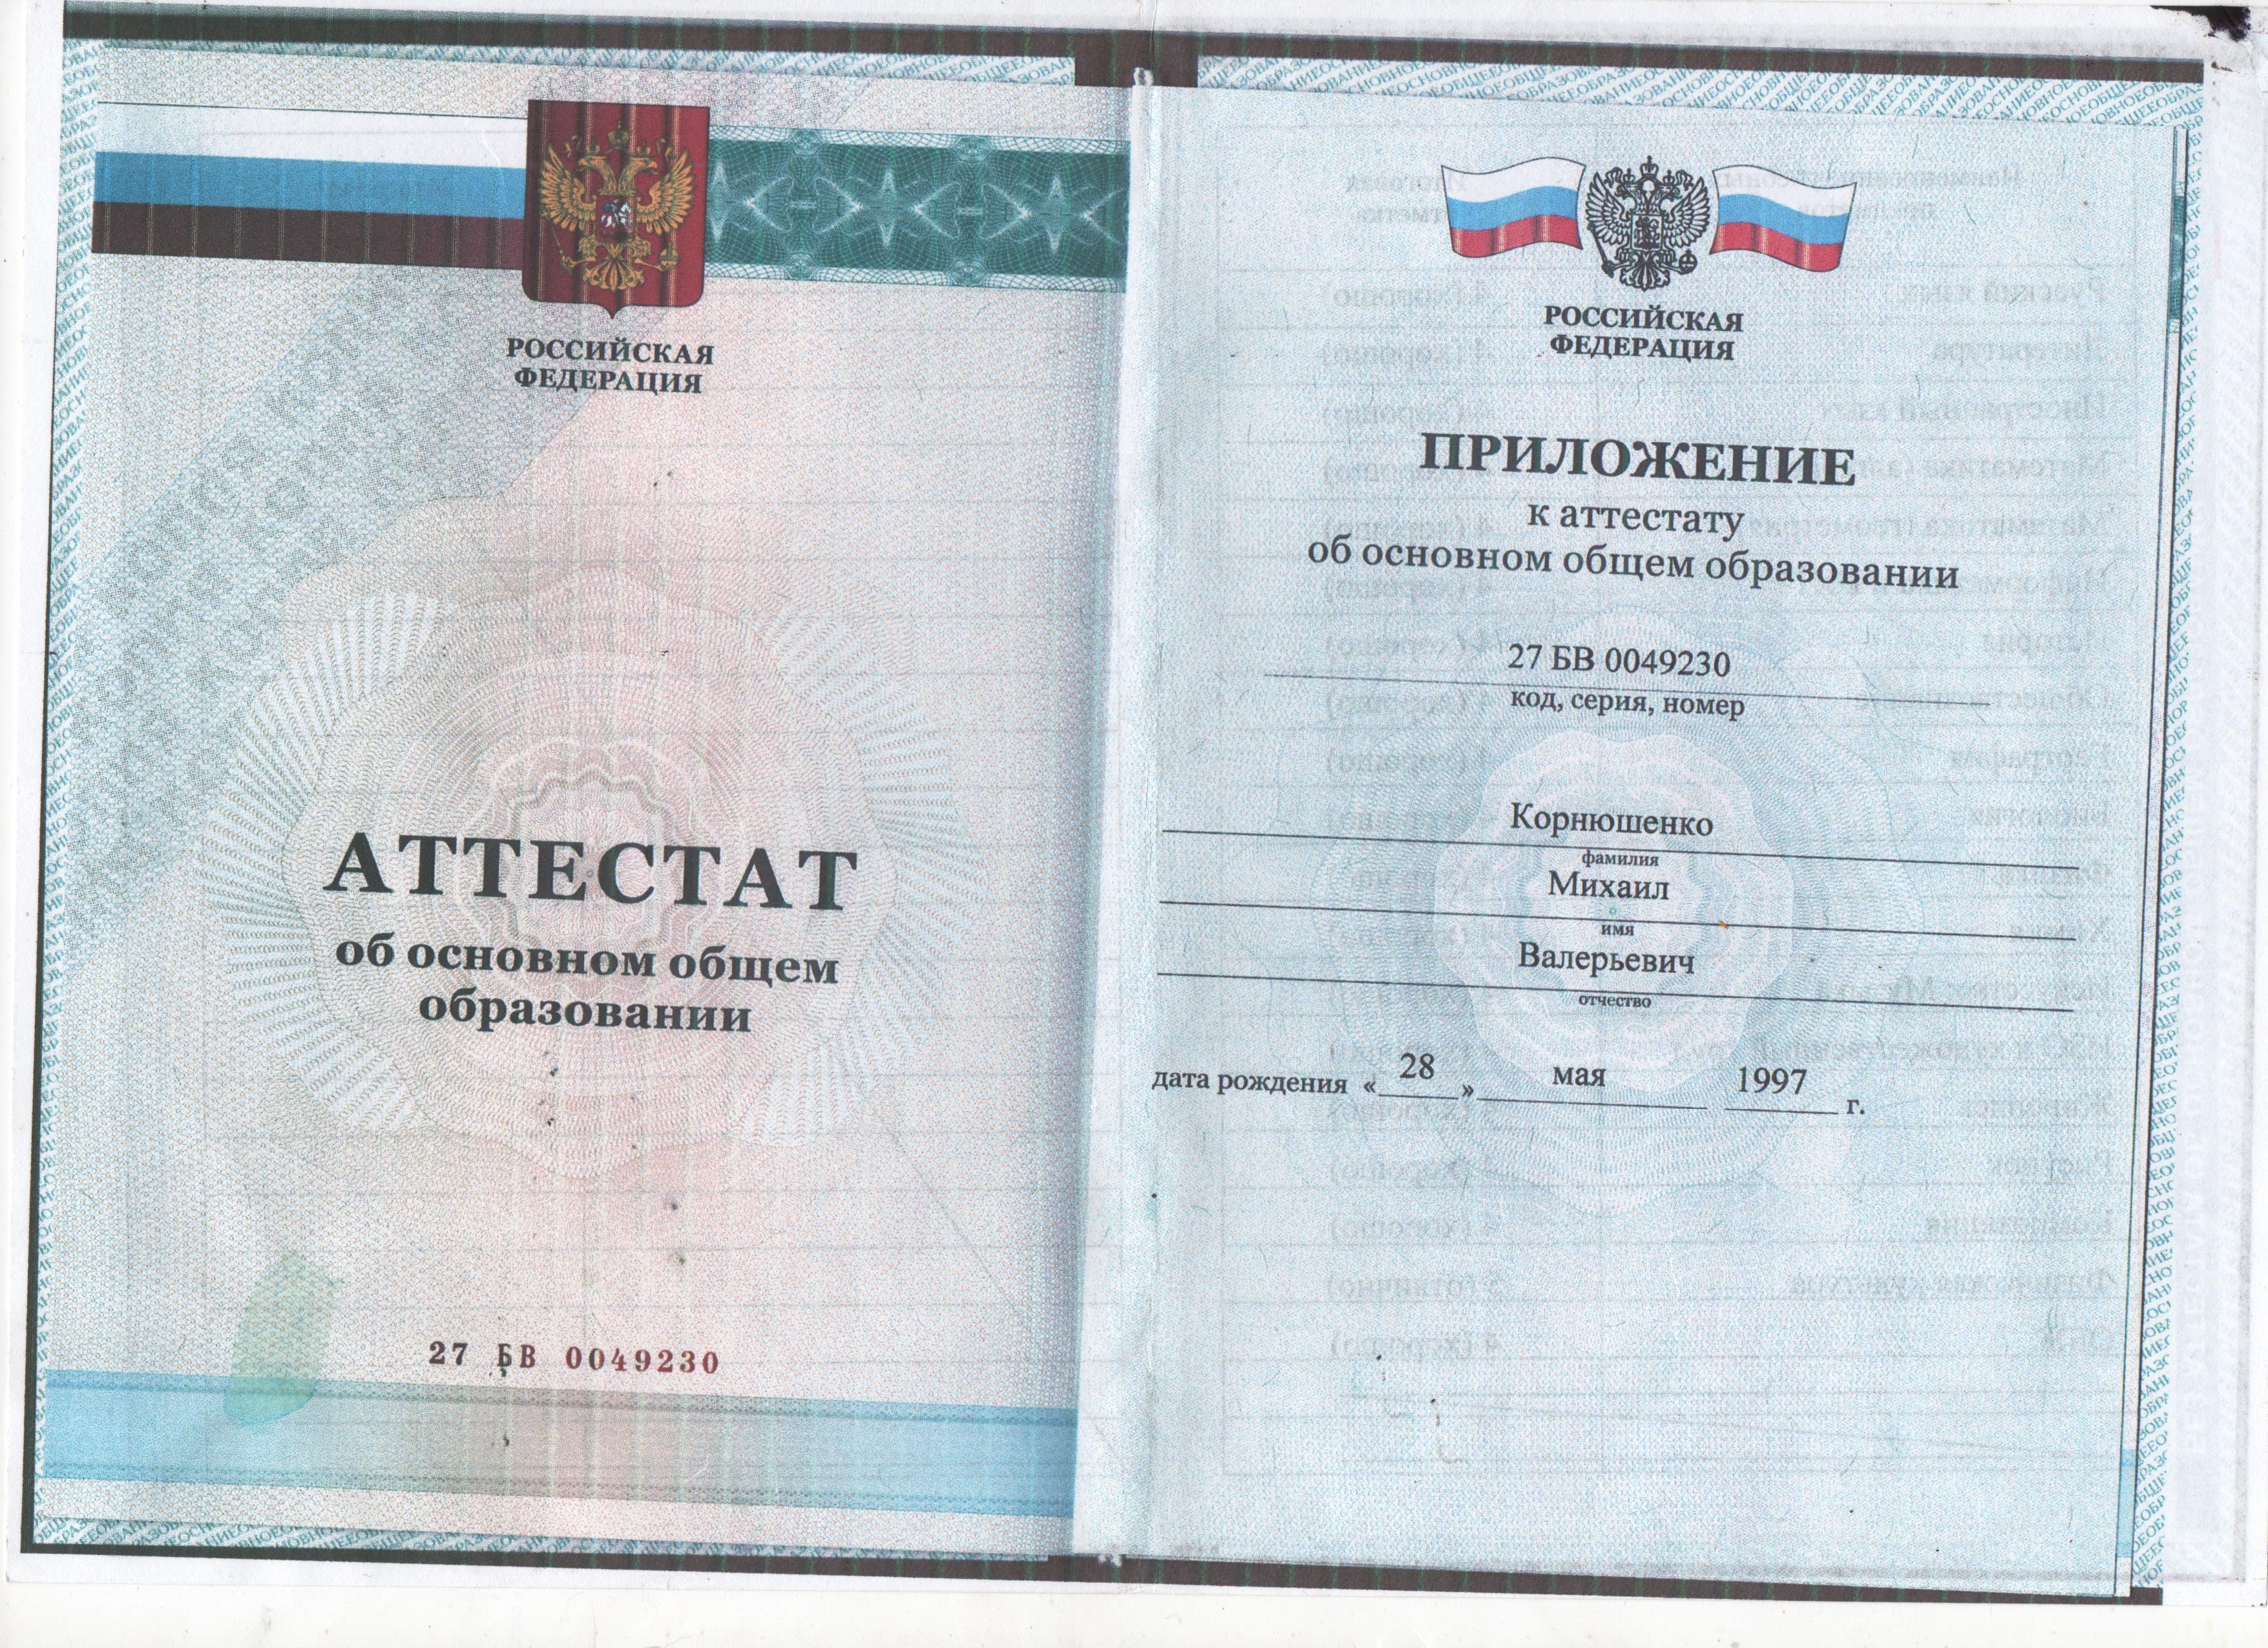 РОССИЙСКАЯ
ФЕДЕРАЦИЯ
АТТЕСТАТ
об основном общем
образовании
27 БВ 0049230
РОССИЙСКАЯ
ФЕДЕРАЦИЯ
ПРИЛОЖЕНИЕ
к аттестату
об основном общем образовании
27 БВ 0049230
код, серия, номер
Корнюшенко
фамилия
Михаил
имя
Валерьевич
отчество
дата рождения « 28 » мая 1997 г.